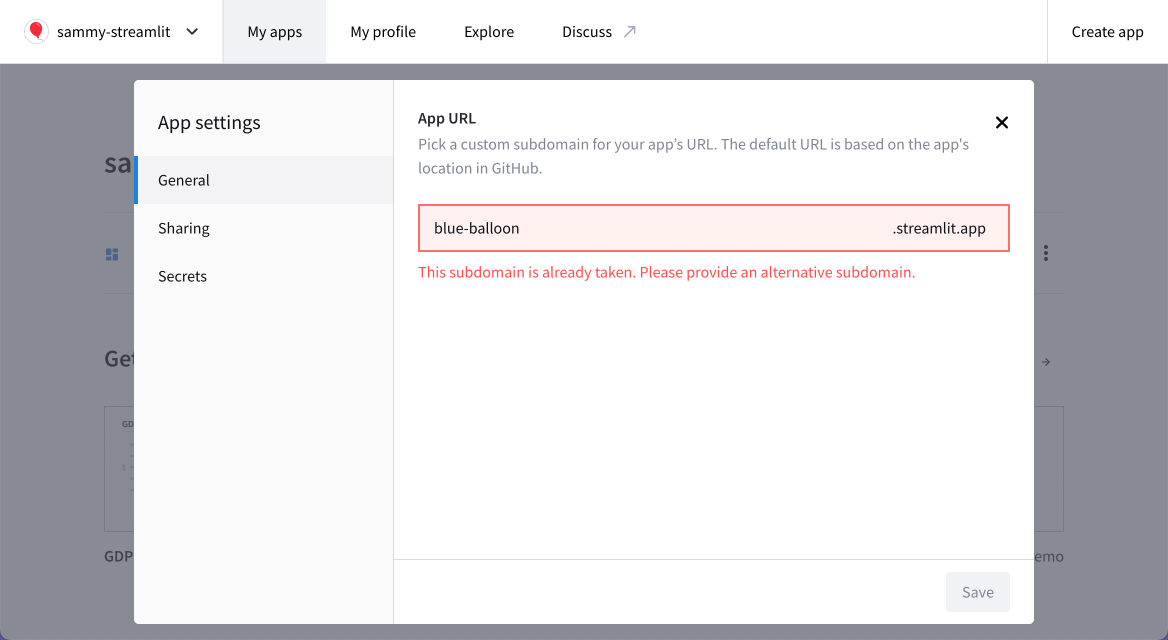 sammy-streamlit
My apps
My profile
Explore
Discuss
Create app
App settings
General
Sharing
Secrets
App URL
Pick a custom subdomain for your app’s URL. The default URL is based on the app's
location in GitHub.
blue-balloon
.streamlit.app
This subdomain is already taken. Please provide an alternative subdomain.
Save
sa
Get
GD
GDP
emo